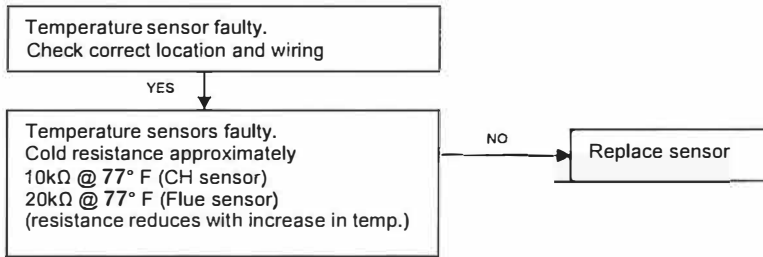 Temperature sensor faulty.
Check correct location and wiring
YES
Temperature sensors faulty.
Cold resistance approximately
10kΩ @ 77° F (CH sensor)
20kΩ @ 77° F (Flue sensor)
(resistance reduces with increase in temp.)
NO
Replace sensor